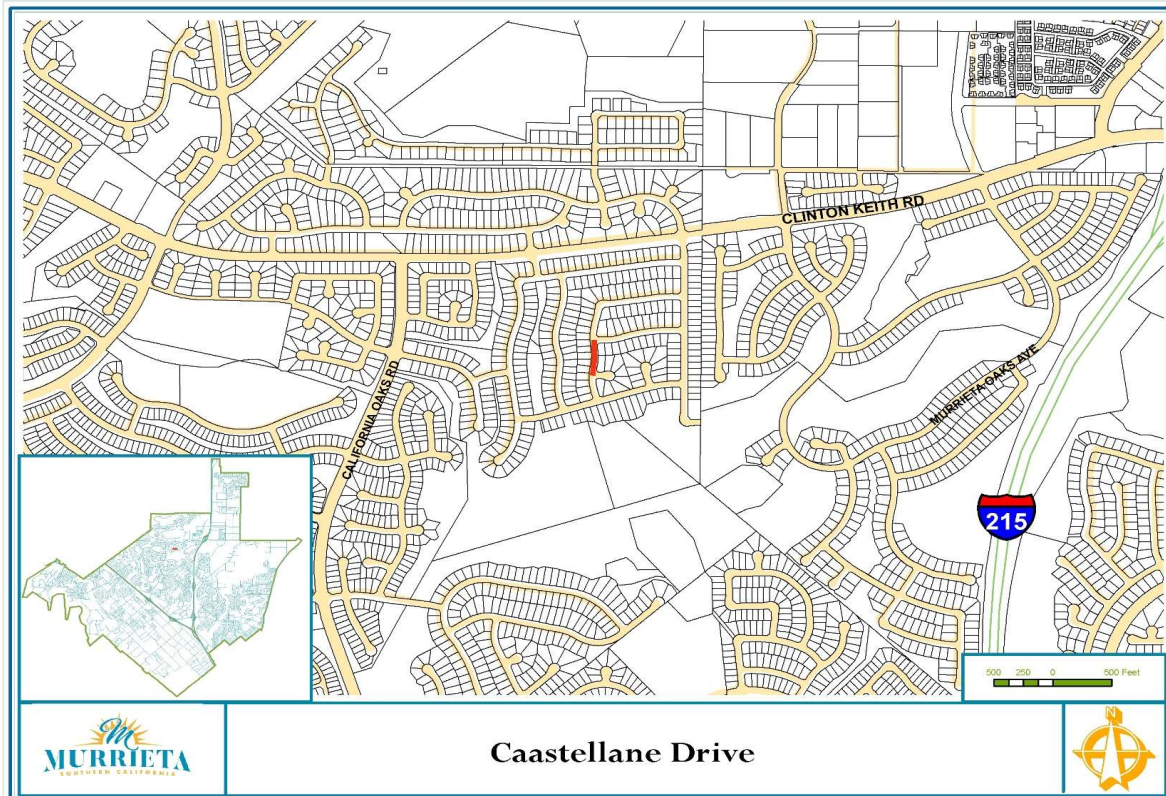 CLINTON KEITH RD
CALIFORNIA OAKS RD
MURRIETA OAKS AVE
215
500 250 0 500 Feet
M
MURRIETA
SOUTHERN CALIFORNIA
Caastellane Drive
N